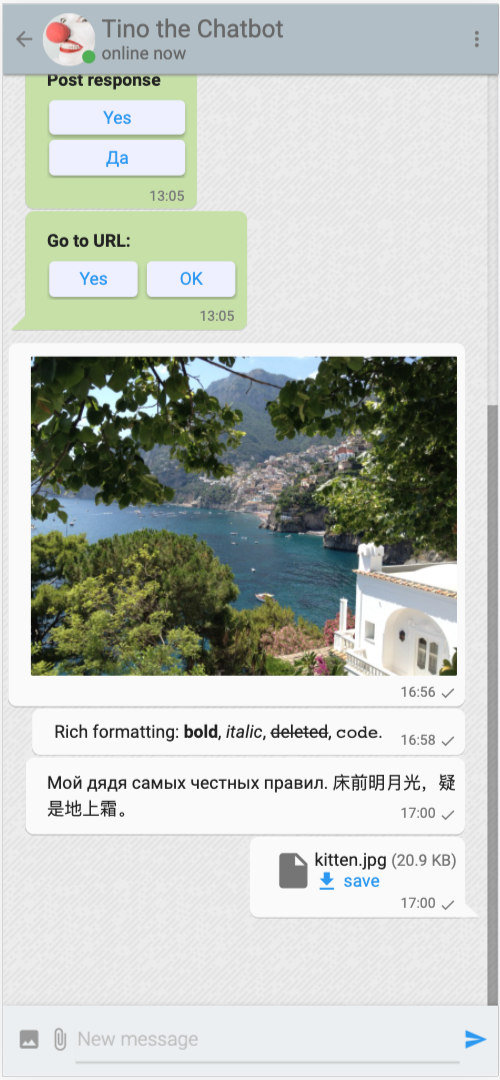 Tino the Chatbot
online now
Post response
Yes
Да
13:05
Go to URL:
Yes OK
13:05
16:56
Rich formatting: bold, italic, deleted, code.
16:58
Мой дядя самых честных правил. 床前明月光，疑
是地上霜。
17:00
kitten.jpg (20.9 KB)
save
17:00
New message